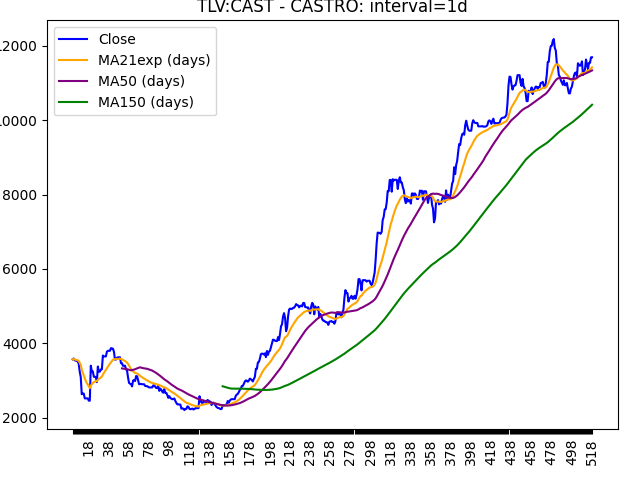 TLV:CAST - CASTRO: interval=1d
Close
MA21exp (days)
MA50 (days)
MA150 (days)
12000
10000
8000
6000
4000
2000
18 38 58 78 98 118 138 158 198 218 238 258 278 298 318 338 358 378 398 418 438 458 478 498 518